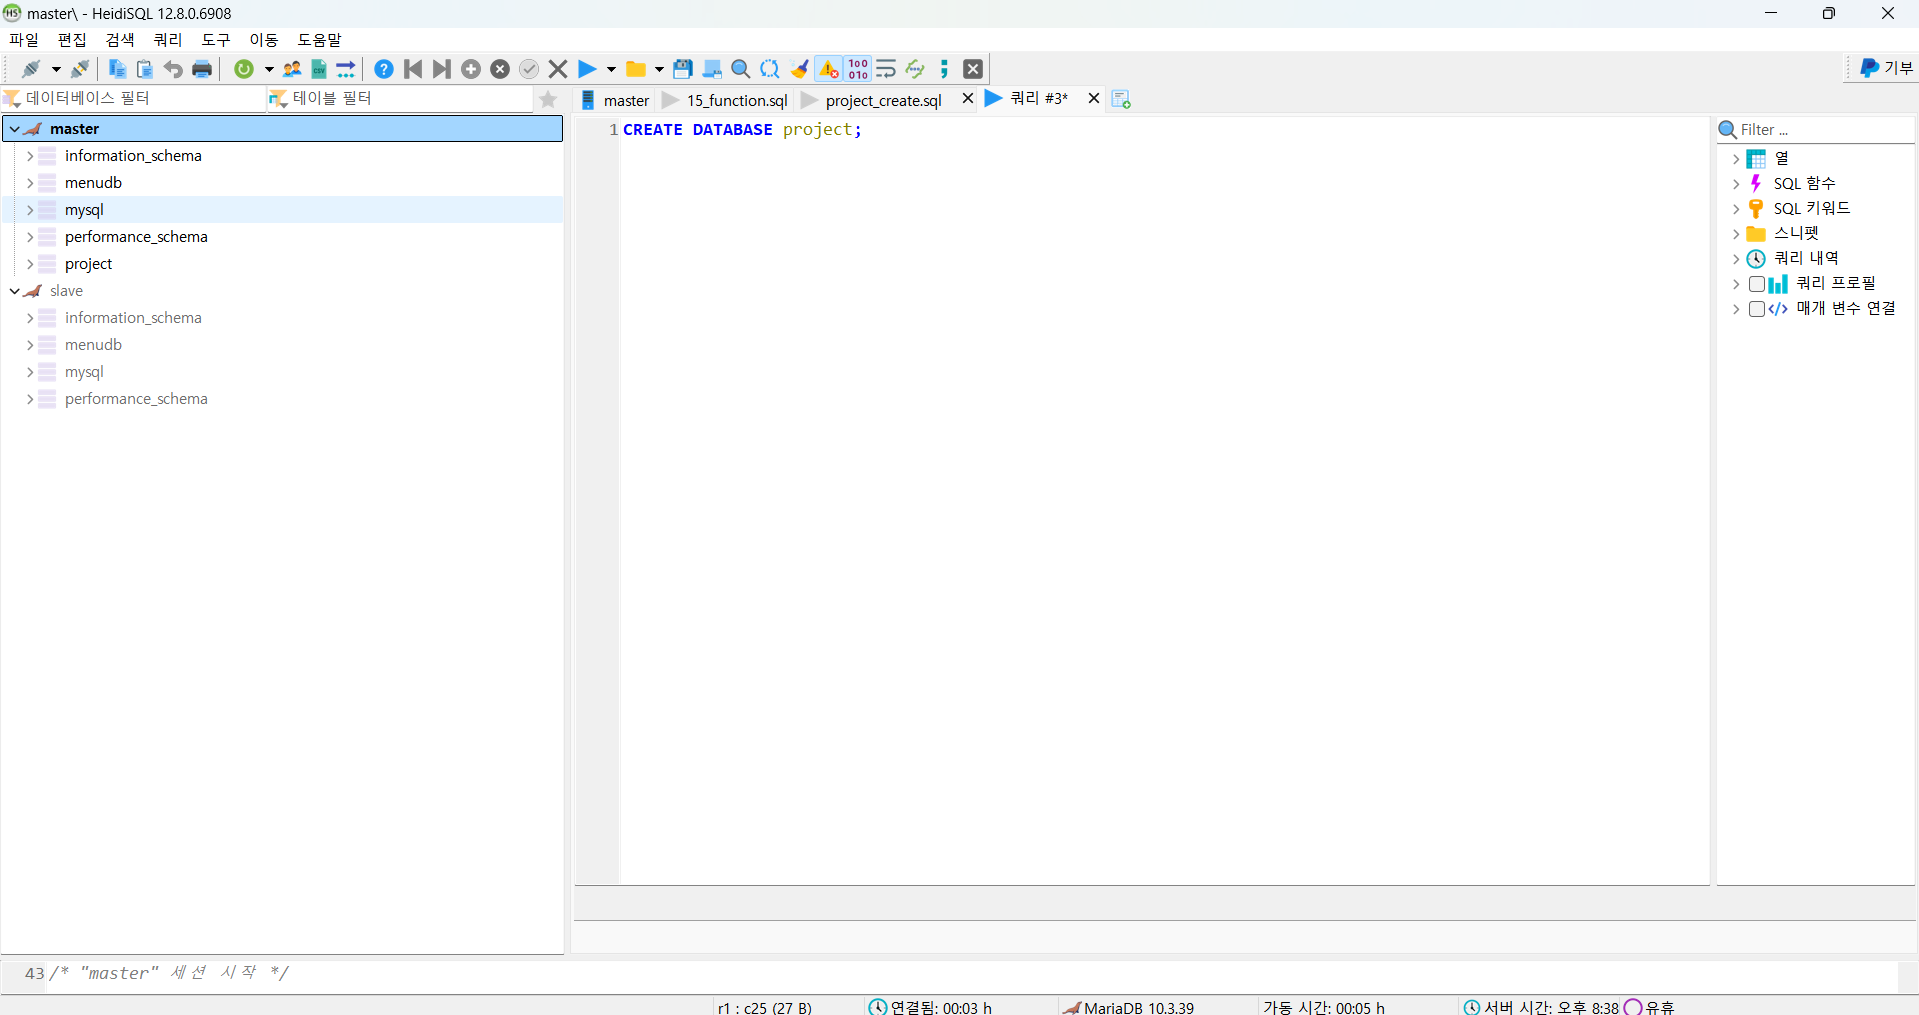 master\ - HeidiSQL 12.8.0.6908
파일 편집 검색 쿼리 도구 이동 도움말
기부
데이터베이스 필터 테이블 필터
master 15_function.sql project_create.sql 쿼리 #3*
master
information_schema
menudb
mysql
performance_schema
project
slave
information_schema
menudb
mysql
performance_schema
1 CREATE DATABASE project;
Filter ...
열
SQL 함수
SQL 키워드
스니펫
쿼리 내역
쿼리 프로필
매개 변수 연결
43 /* "master" 세션 시작 */
r1 : c25 (27 B) 연결됨: 00:03 h MariaDB 10.3.39 가동 시간: 00:05 h 서버 시간: 오후 8:38 유휴